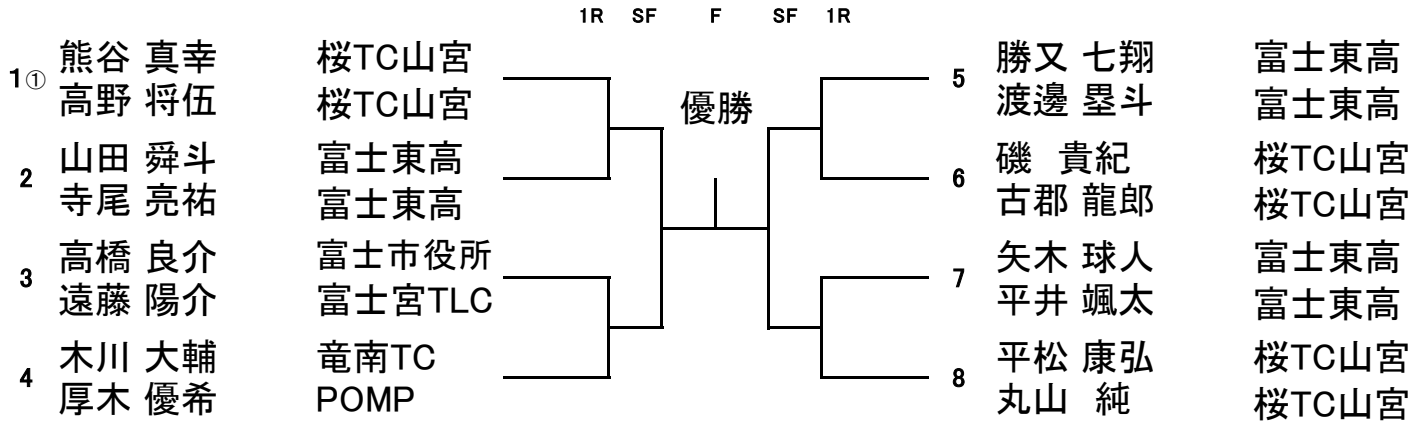 1R SF F SF 1R
優勝
1① 熊谷 真幸 桜TC山宮
高野 将伍 桜TC山宮
2 山田 舜斗 富士東高
寺尾 亮祐 富士東高
3 高橋 良介 富士市役所
遠藤 陽介 富士宮TLC
4 木川 大輔 竜南TC
厚木 優希 POMP
5 勝又 七翔 富士東高
渡邊 塁斗 富士東高
6 磯 貴紀 桜TC山宮
古郡 龍郎 桜TC山宮
7 矢木 球人 富士東高
平井 颯太 富士東高
8 平松 康弘 桜TC山宮
丸山 純 桜TC山宮